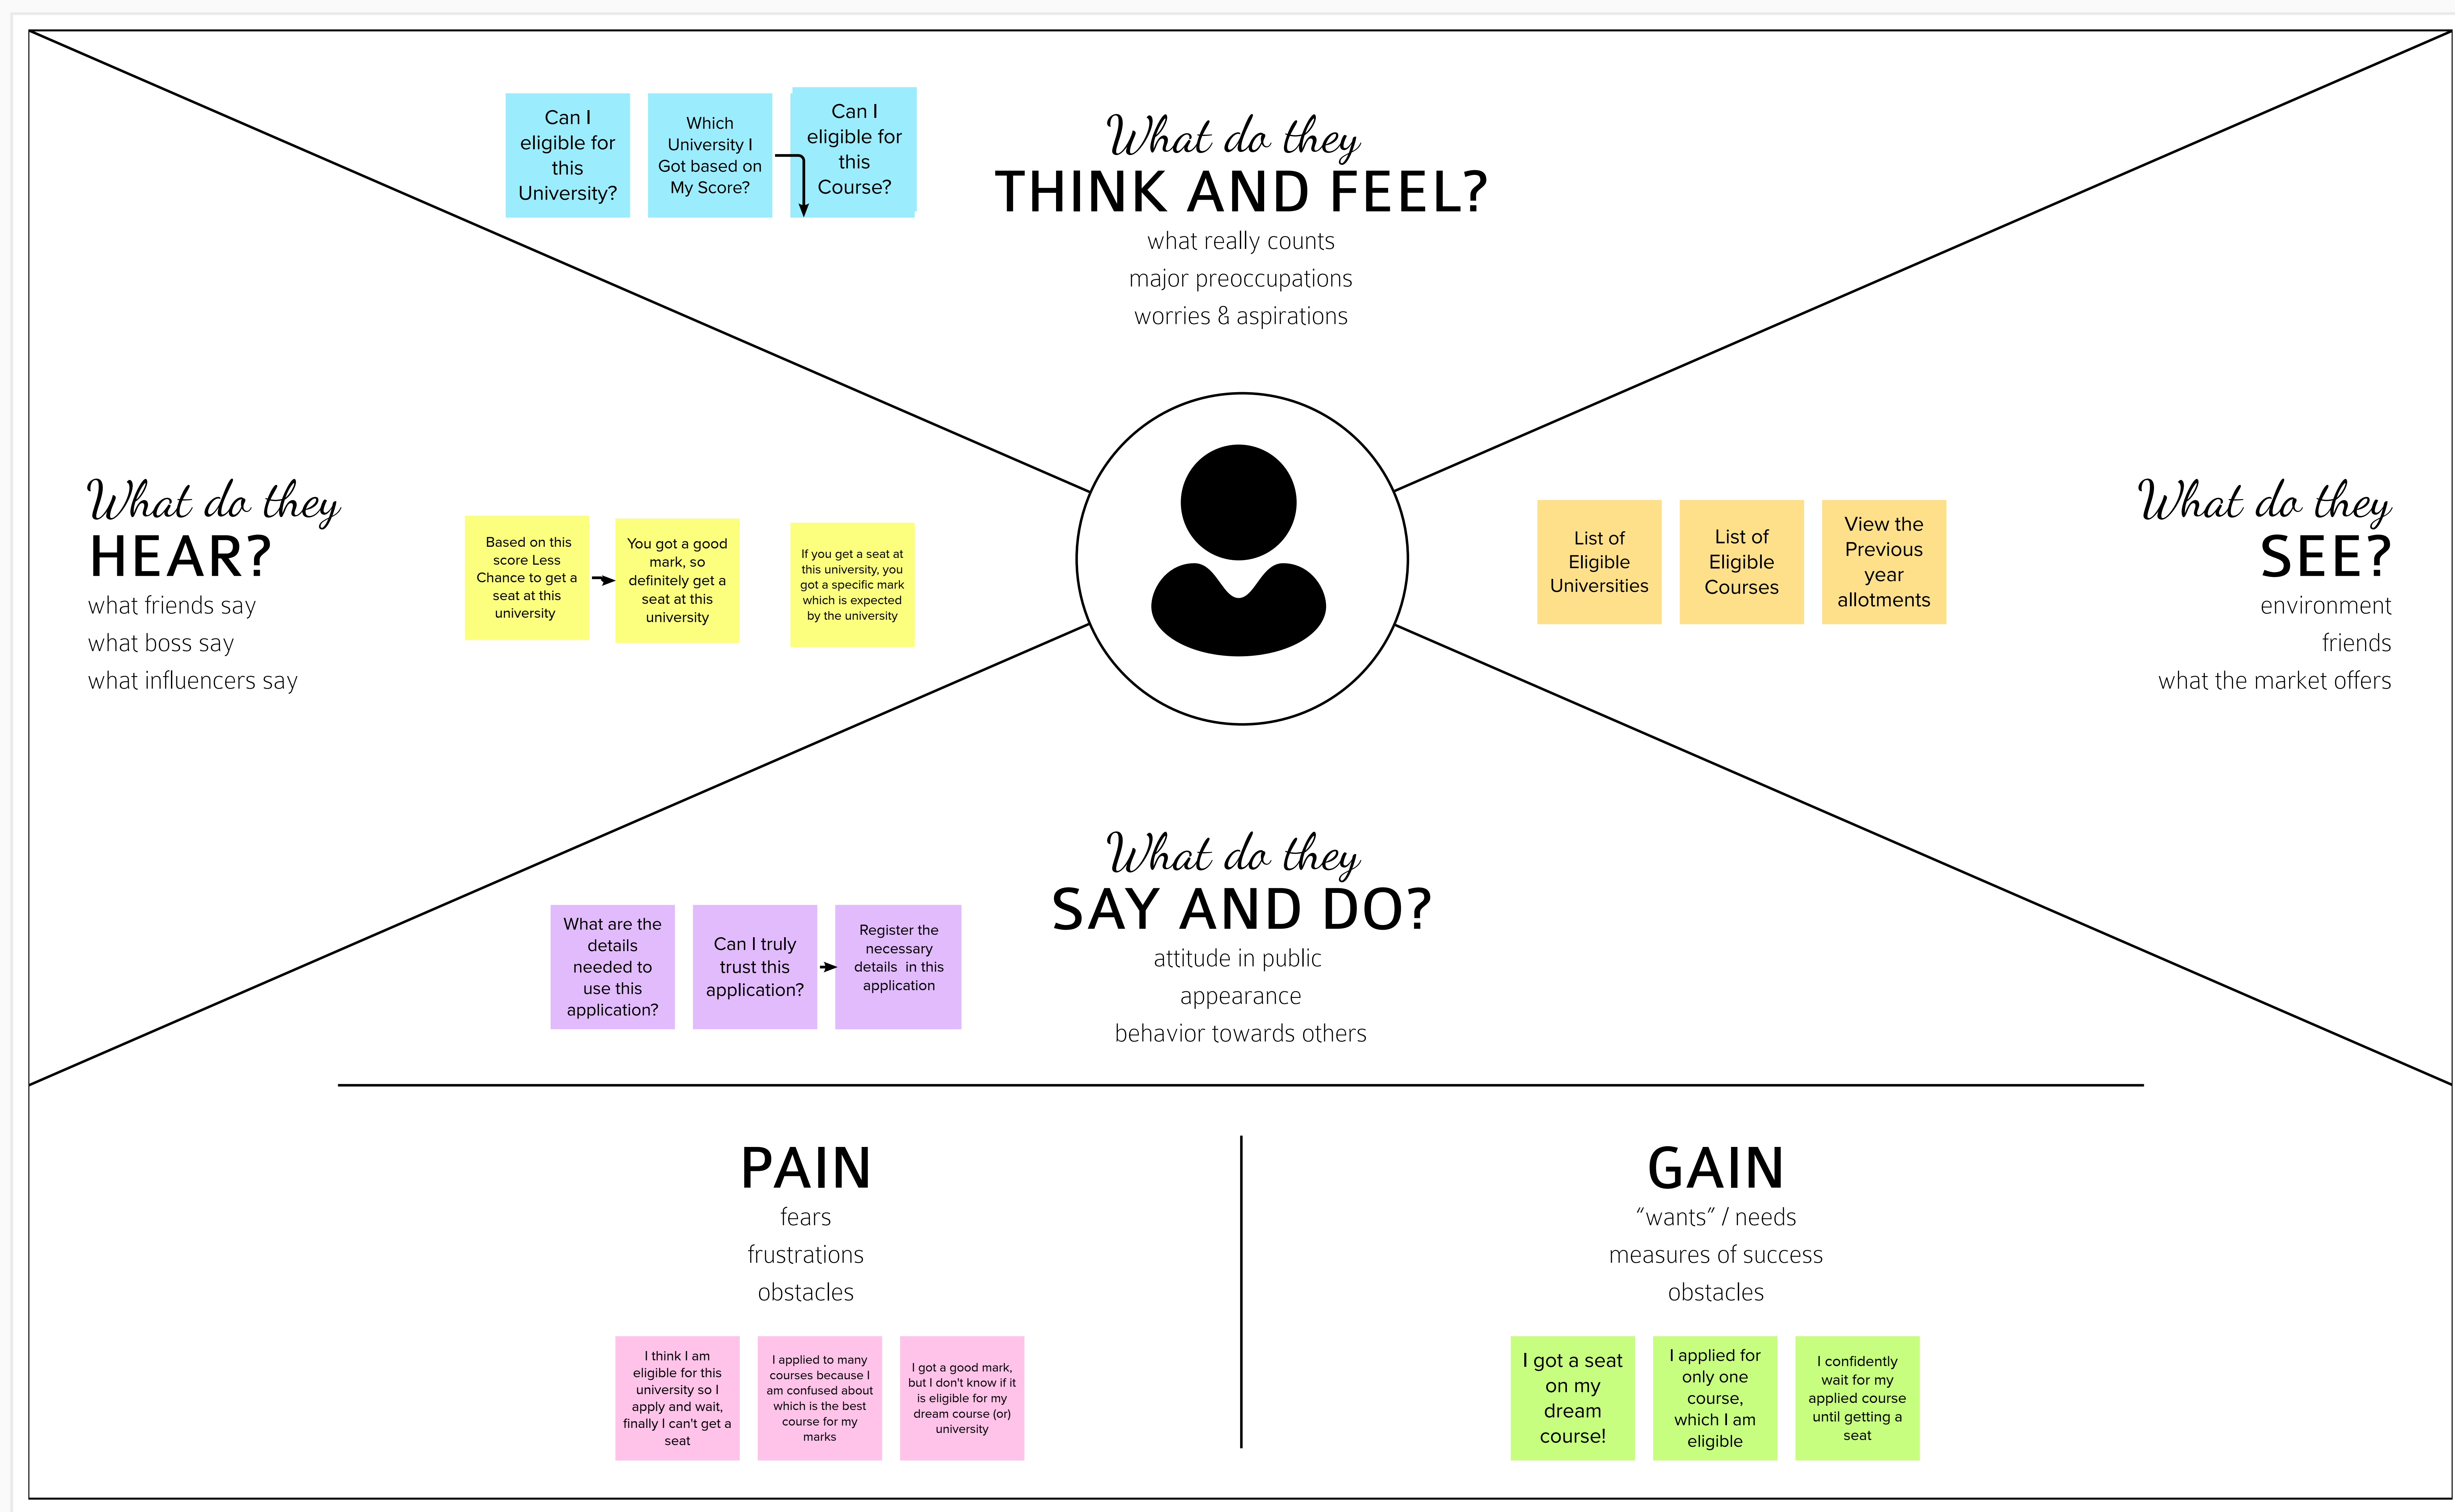 Can I
eligible for
this
University?
Which
University I
Got based on
My Score?
Can I
eligible for
this
Course?
What do they
THINK AND FEEL?
what really counts
major preoccupations
worries & aspirations
What do they
HEAR?
what friends say
what boss say
what influencers say
Based on this
score Less
Chance to get a
seat at this
university
You got a good
mark, so
definitely get a
seat at this
university
If you get a seat at
this university, you
got a specific mark
which is expected
by the university
List of
Eligible
Universities
List of
Eligible
Courses
View the
Previous
year
allotments
What do they
SEE?
environment
friends
what the market offers
What do they
SAY AND DO?
attitude in public
appearance
behavior towards others
What are the
details
needed to
use this
application?
Can I truly
trust this
application?
Register the
necessary
details  in this
application
PAIN
fears
frustrations
obstacles
I think I am
eligible for this
university so I
apply and wait,
finally I can't get a
seat
I applied to many
courses because I
am confused about
which is the best
course for my
marks
I got a good mark,
but I don't know if it
is eligible for my
dream course (or)
university
GAIN
“wants” / needs
measures of success
obstacles
I got a seat
on my
dream
course!
I applied for
only one
course,
which I am
eligible
I confidently
wait for my
applied course
until getting a
seat